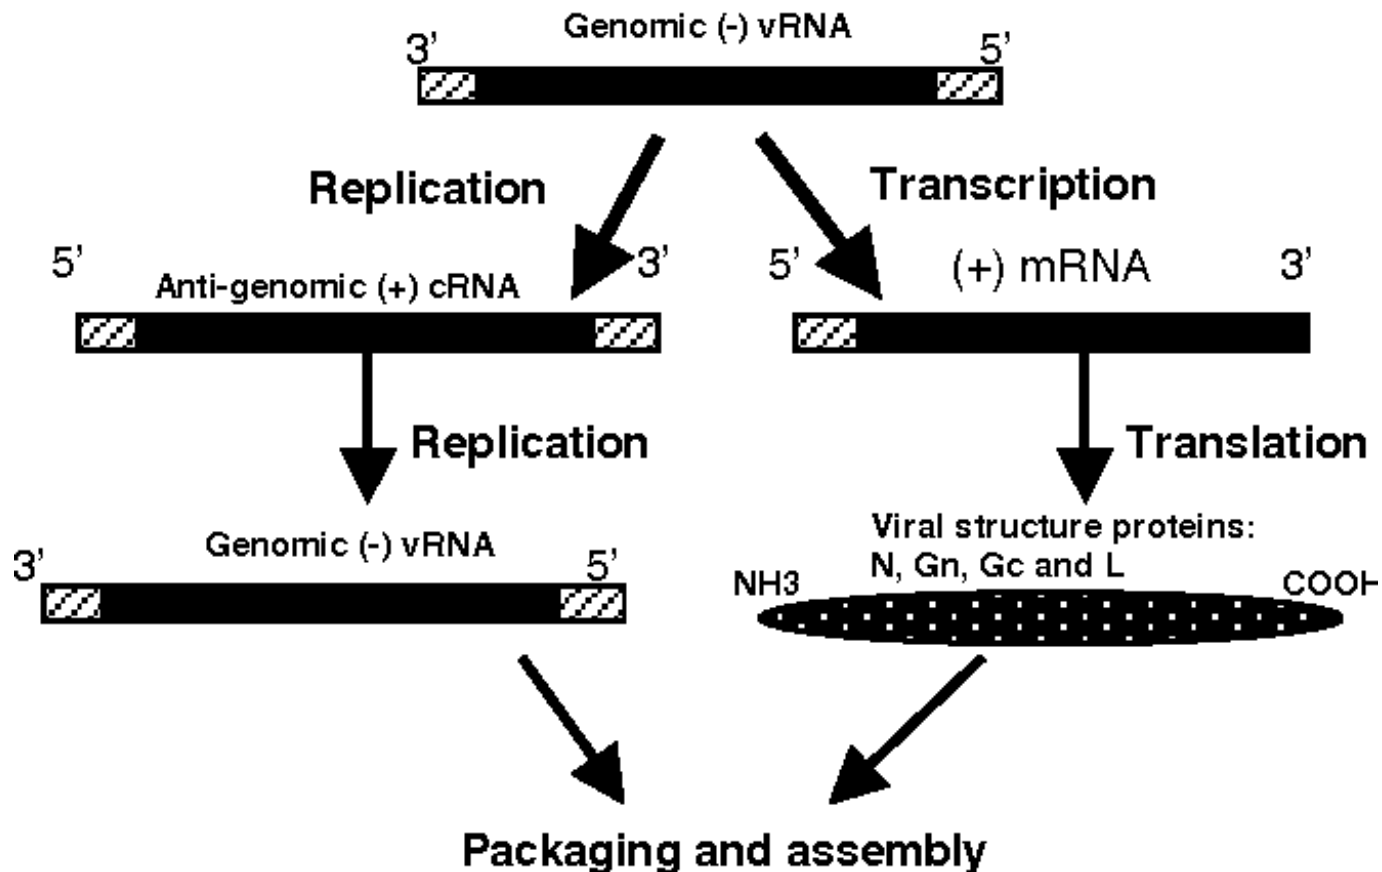 Genomic (-) vRNA
3’ 5’
Replication Transcription
5’ 3’ 5’ (+) mRNA 3’
Anti-genomic (+) cRNA
Replication Translation
Genomic (-) vRNA
3’ 5’
Viral structure proteins:
N, Gn, Gc and L
NH3 COOH
Packaging and assembly